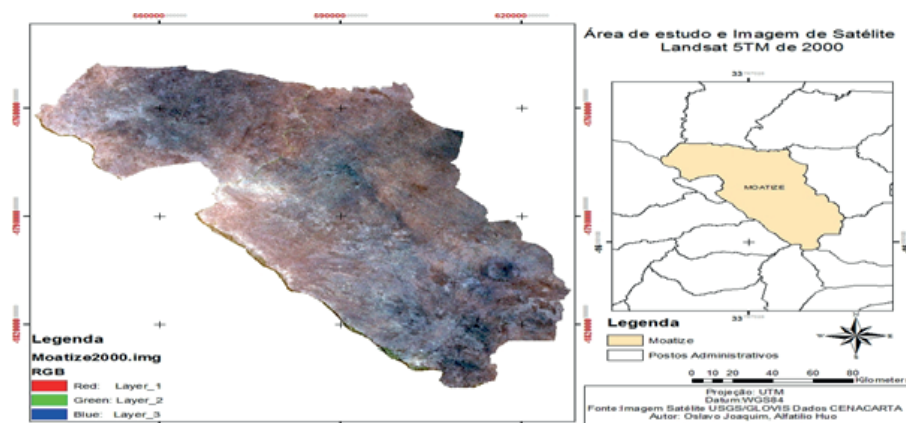 560000 590000 620000
Área de estudo e Imagem de Satélite
Landsat 5TM de 2000
33
MOATIZE
33
Legenda
Moatize2000.img
RGB
Red: Layer_1
Green: Layer_2
Blue: Layer_3
Legenda
Moatize
Postos Administrativos
0 10 20 40 60 80
Kilometers
Projeção: UTM
Datum:WGS84
Fonte:Imagem Satélite USGS/GLOVIS Dados CENACARTA
Autor: Oslavo Joaquim, Alfatilio Huo